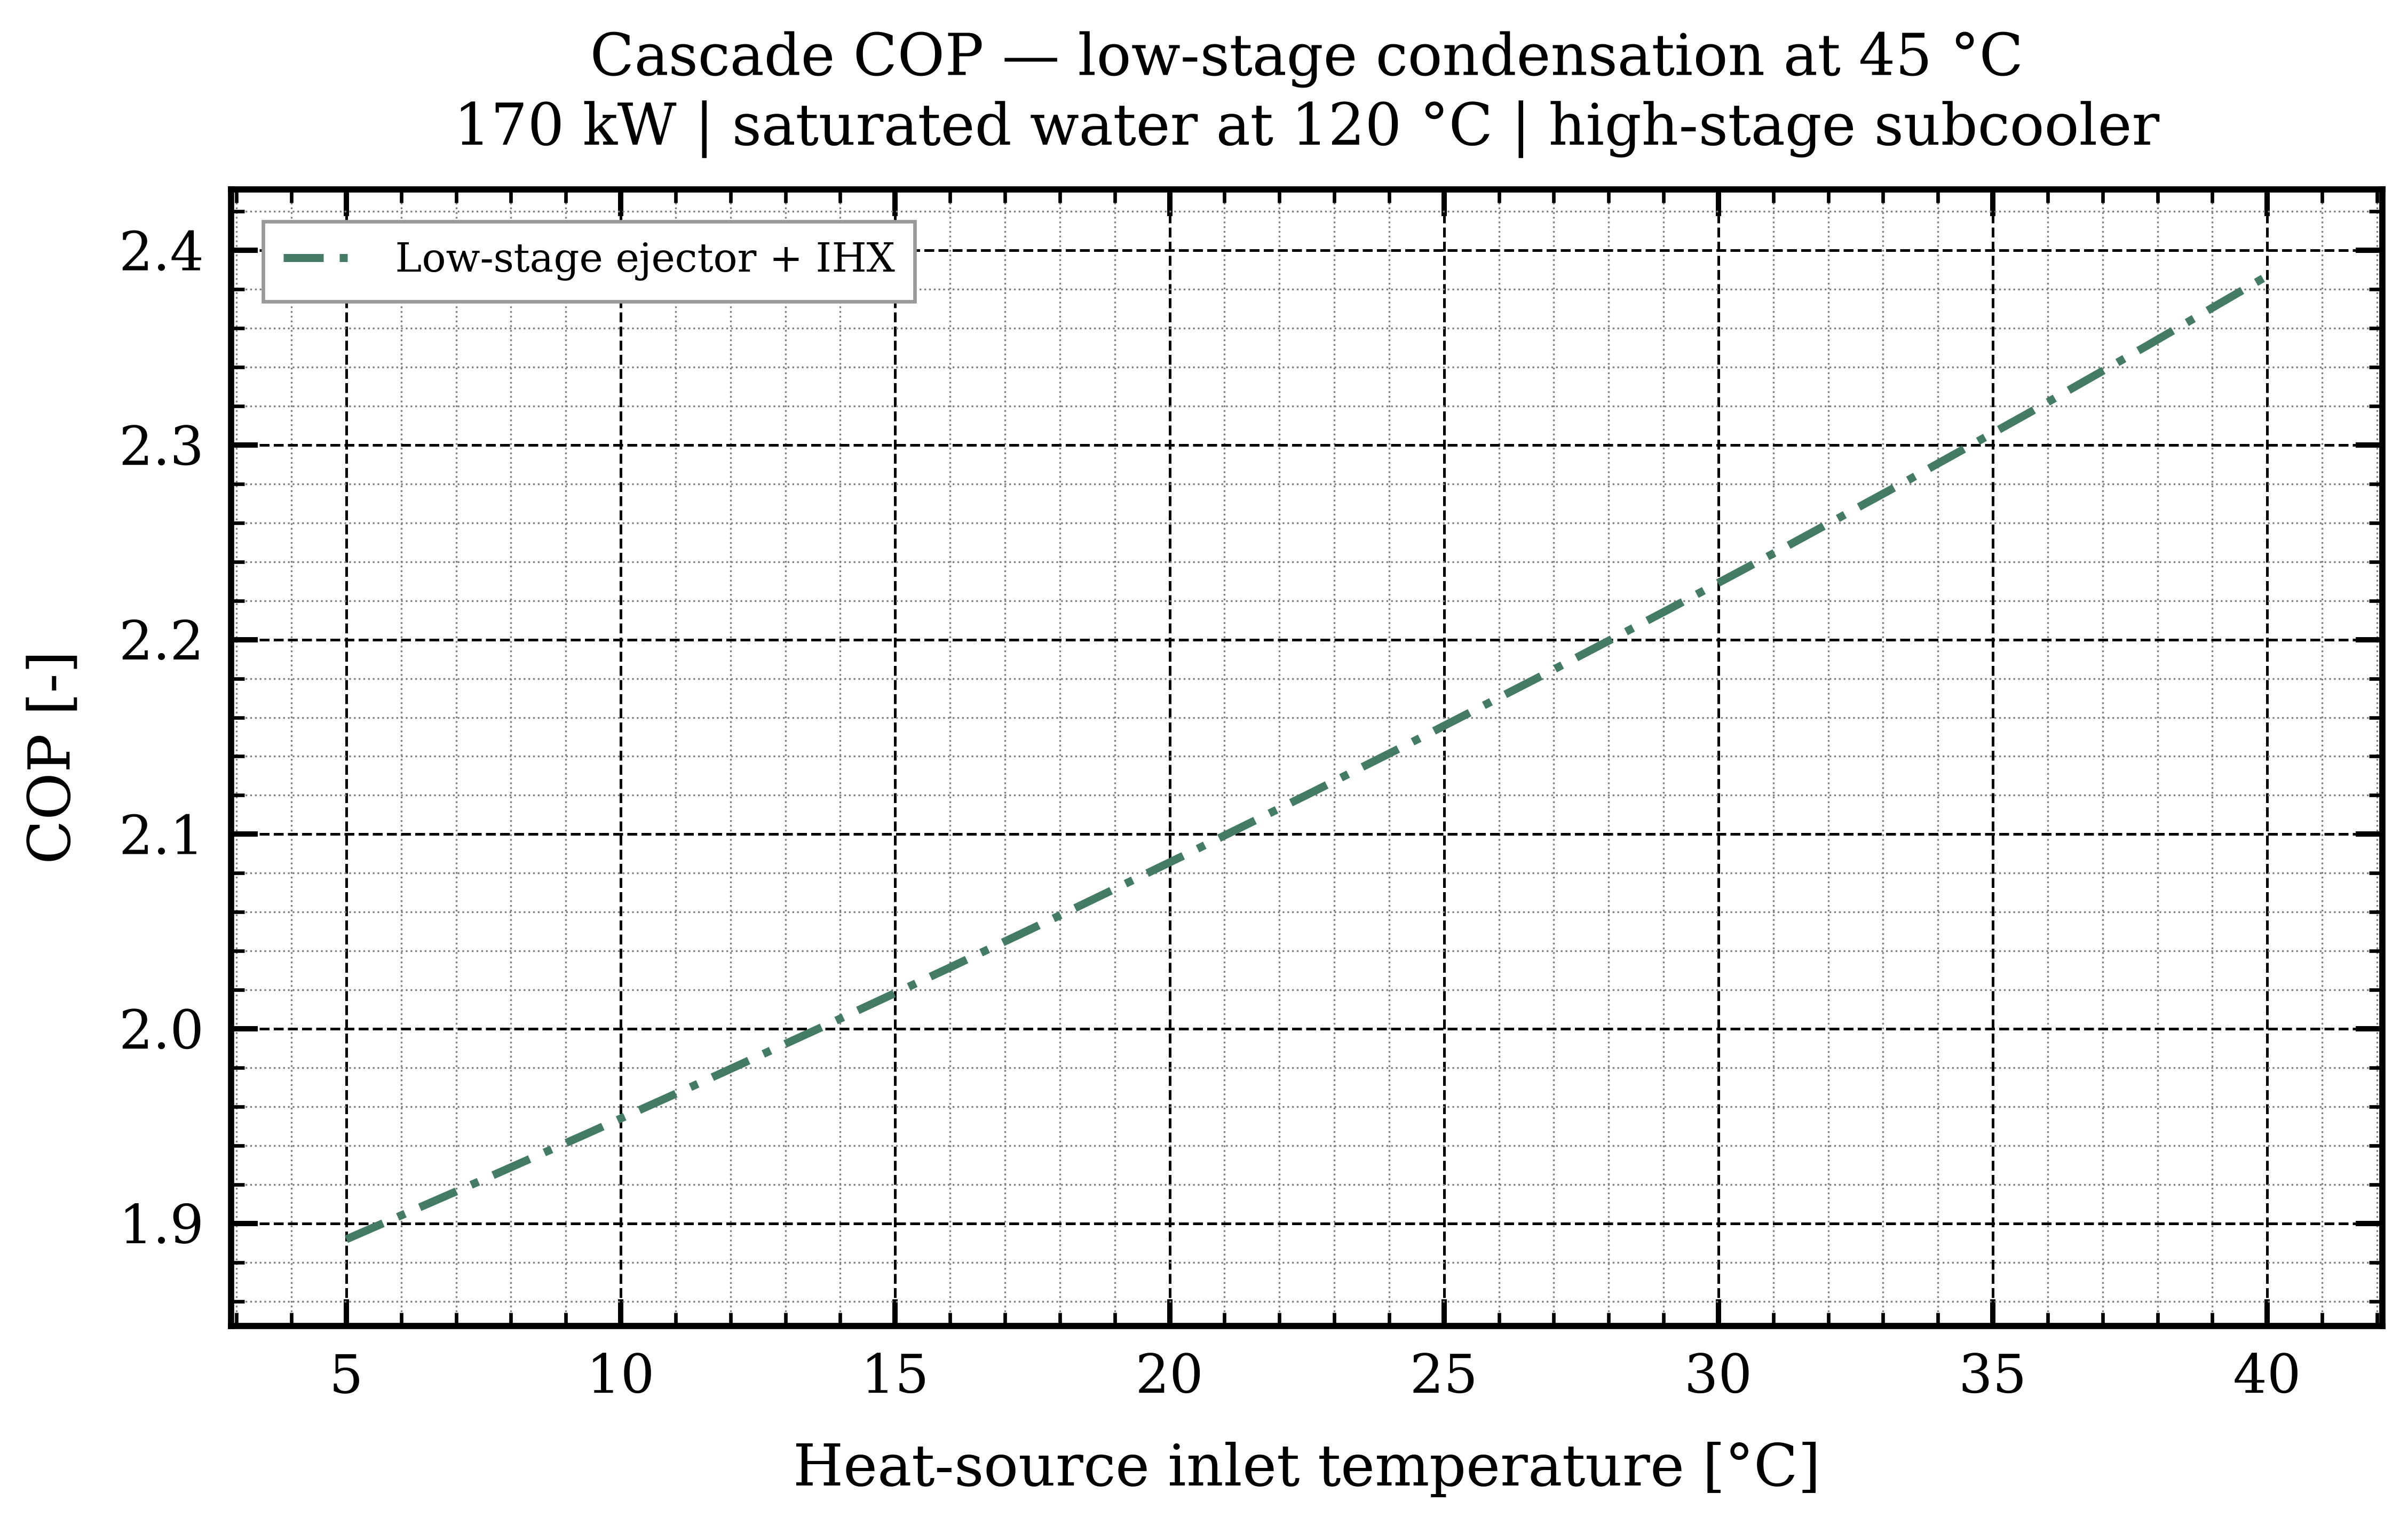 Cascade COP — low-stage condensation at 45 °C
170 kW | saturated water at 120 °C | high-stage subcooler
Low-stage ejector + IHX
COP [-]
2.4
2.3
2.2
2.1
2.0
1.9
5 10 15 20 25 30 35 40
Heat-source inlet temperature [°C]